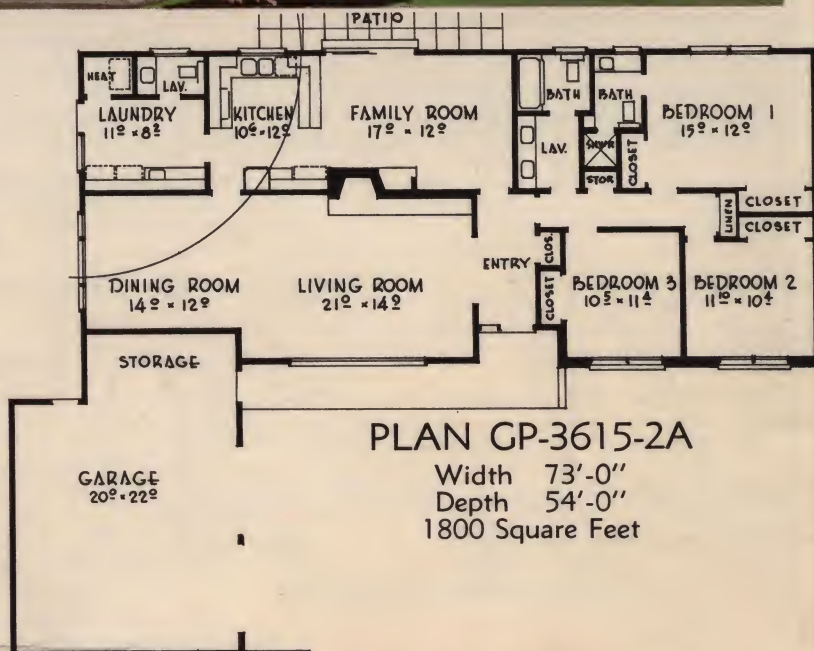 PATIO
HEAT
LAV.
LAUNDRY
11⁰ x 8²
KITCHEN
10⁶ x 12⁰
FAMILY ROOM
17⁰ x 12⁰
BATH
LAV.
BATH
SHWR
STOR
CLOSET
BEDROOM 1
15⁰ x 12⁰
LINEN
CLOSET
CLOSET
DINING ROOM
14⁰ x 12⁰
LIVING ROOM
21⁰ x 14⁰
ENTRY
CLOS.
CLOSET
BEDROOM 3
10⁵ x 11⁴
BEDROOM 2
11¹⁰ x 10⁴
STORAGE
GARAGE
20⁰ x 22⁰
PLAN GP-3615-2A
Width 73'-0"
Depth 54'-0"
1800 Square Feet